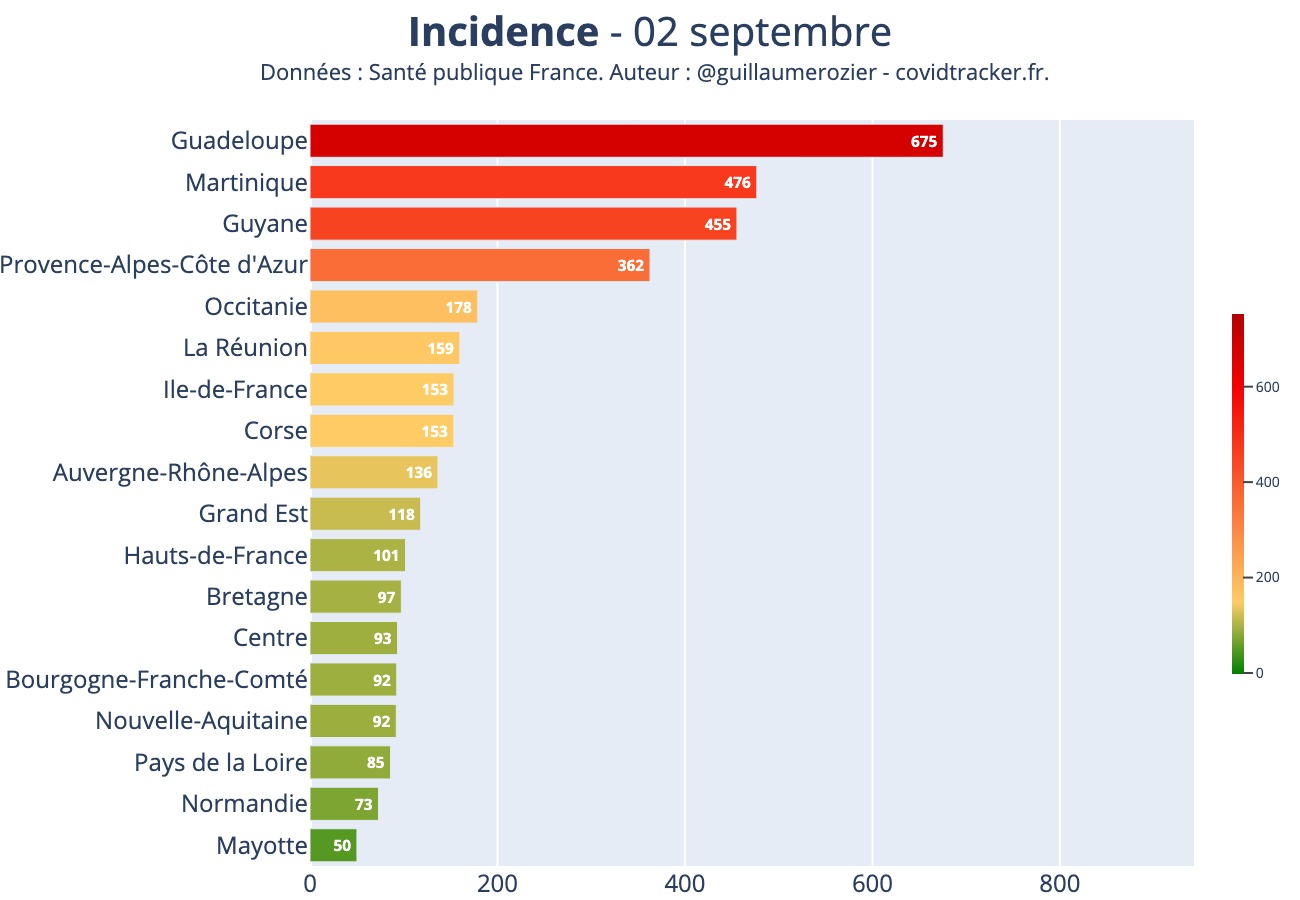 Incidence - 02 septembre
Données : Santé publique France. Auteur : @guillaumerozier - covidtracker.fr.
Guadeloupe 675
Martinique 476
Guyane 455
Provence-Alpes-Côte d'Azur 362
Occitanie 178
La Réunion 159
Ile-de-France 153
Corse 153
Auvergne-Rhône-Alpes 136
Grand Est 118
Hauts-de-France 101
Bretagne 97
Centre 93
Bourgogne-Franche-Comté 92
Nouvelle-Aquitaine 92
Pays de la Loire 85
Normandie 73
Mayotte 50
0 200 400 600 800
600
400
200
0